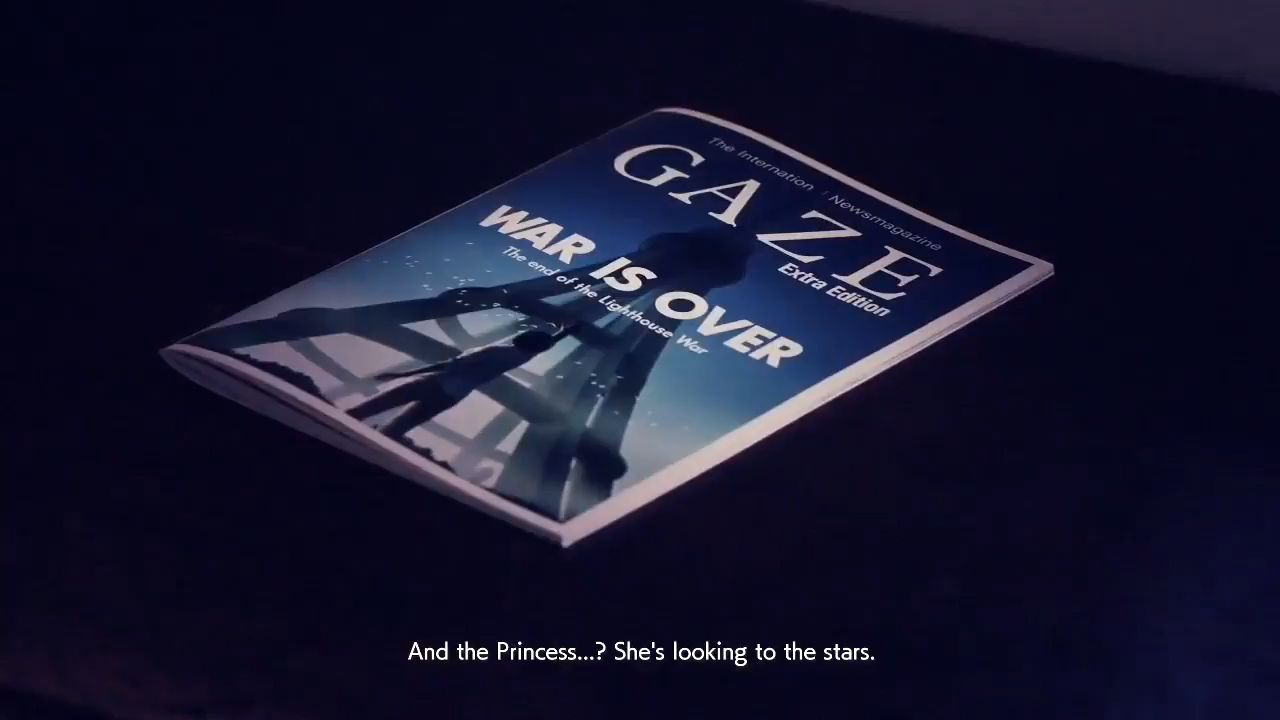 The Internation Newsmagazine
GAZE
Extra Edition
WAR IS OVER
The end of the Lighthouse War
And the Princess...? She's looking to the stars.